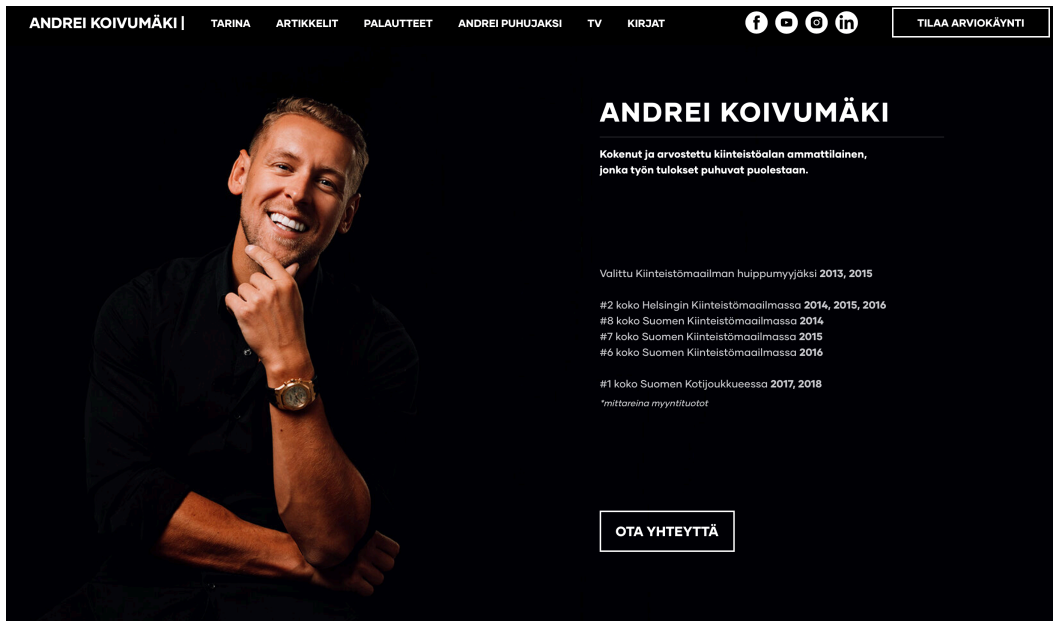 ANDREI KOIVUMÄKI |
TARINA
ARTIKKELIT
PALAUTTEET
ANDREI PUHUJAKSI
TV
KIRJAT
f
in
TILAA ARVIOKÄYNTI
ANDREI KOIVUMÄKI
Kokenut ja arvostettu kiinteistöalan ammattilainen,
jonka työn tulokset puhuvat puolestaan.
Valittu Kiinteistömaailman huippumyyjäksi 2013, 2015
#2 koko Helsingin Kiinteistömaailmassa 2014, 2015, 2016
#8 koko Suomen Kiinteistömaailmassa 2014
#7 koko Suomen Kiinteistömaailmassa 2015
#6 koko Suomen Kiinteistömaailmassa 2016
#1 koko Suomen Kotijoukkueessa 2017, 2018
*mittareina myyntituotot
OTA YHTEYTTÄ